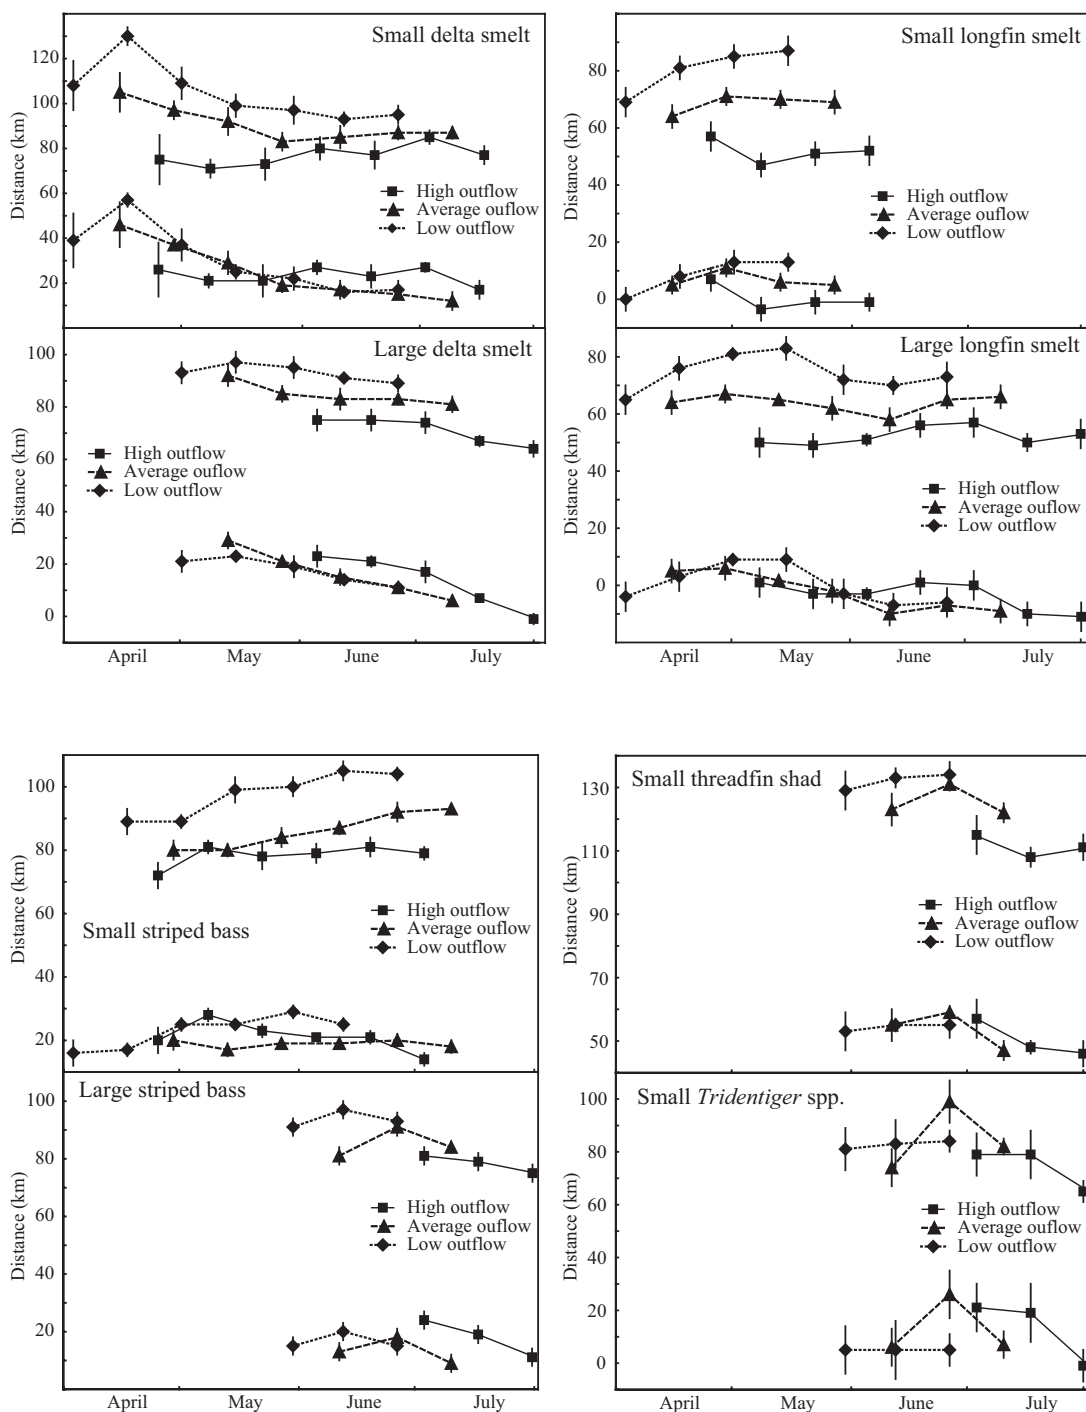 Small delta smelt
Distance (km)
120
100
80
60
40
20
High outflow
Average ouflow
Low outflow
Small longfin smelt
Distance (km)
80
60
40
20
0
High outflow
Average ouflow
Low outflow
Large delta smelt
Distance (km)
100
80
60
40
20
0
High outflow
Average ouflow
Low outflow
April May June July
Large longfin smelt
Distance (km)
80
60
40
20
0
High outflow
Average ouflow
Low outflow
April May June July
Small striped bass
Distance (km)
100
80
60
40
20
High outflow
Average ouflow
Low outflow
Small threadfin shad
Distance (km)
130
110
90
70
50
High outflow
Average ouflow
Low outflow
Large striped bass
Distance (km)
100
80
60
40
20
High outflow
Average ouflow
Low outflow
April May June July
Small Tridentiger spp.
Distance (km)
100
80
60
40
20
0
High outflow
Average ouflow
Low outflow
April May June July